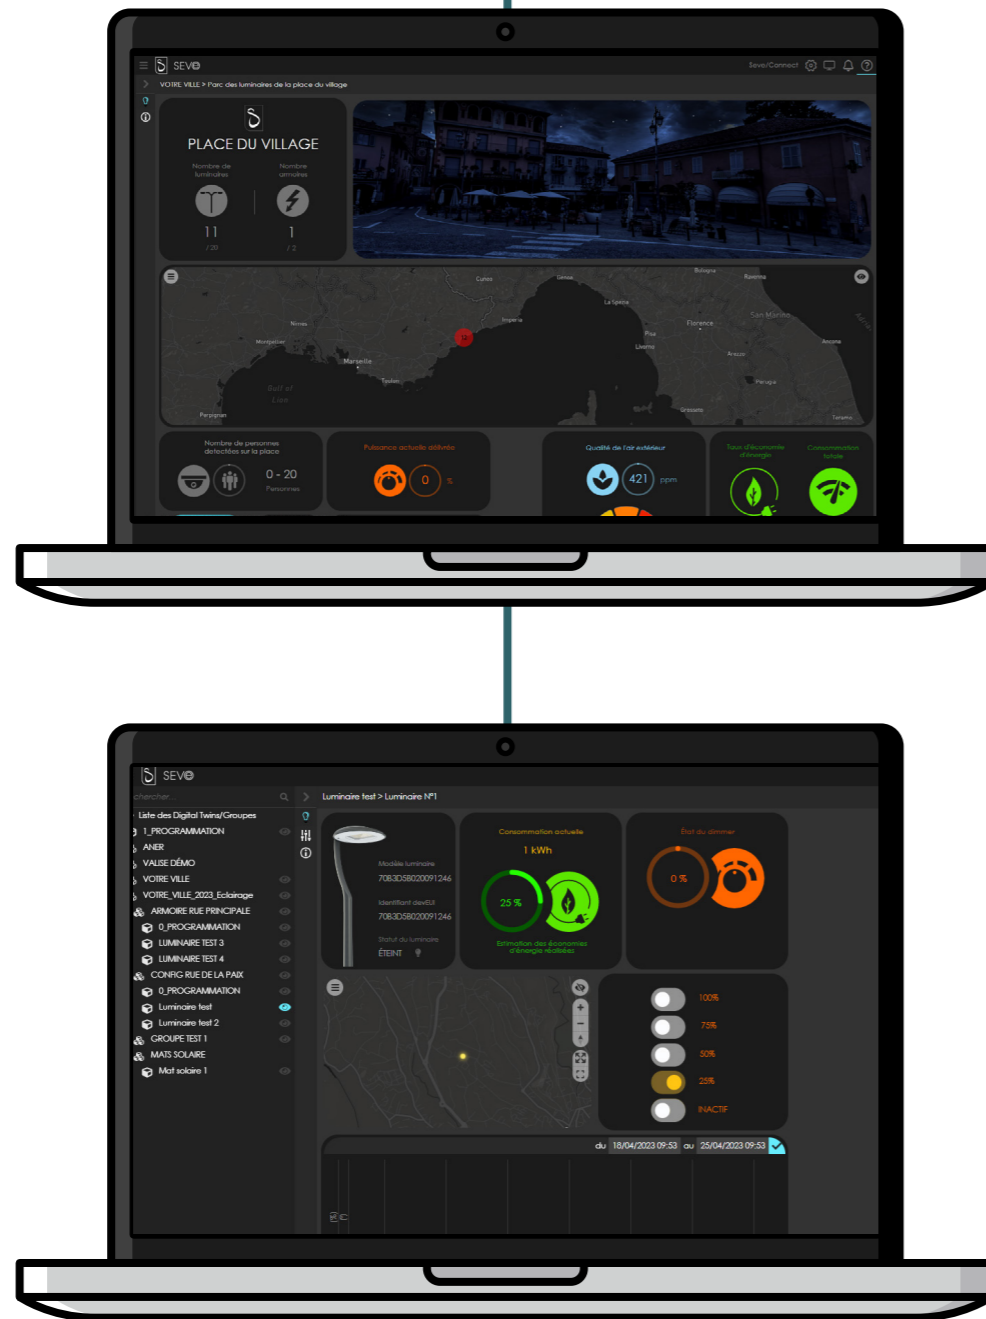 SEVE
Seve/Connect
VOTRE VILLE > Parc des luminaires de la place du village
PLACE DU VILLAGE
Nombre de
luminaires
Nombre
armoires
11
1
/ 20
/ 2
Cuneo
Genoa
Bologna
Ravenna
La Spezia
Nîmes
Imperia
San Marino
Florence
Montpellier
Pisa
Livorno
Ancona
Marseille
Arezzo
Toulon
Perugia
Gulf of
Lion
Grosseto
Perpignan
Teramo
Nombre de personnes
detectées sur la place
0 - 20
Personnes
Puissance actuelle délivrée
0 %
Qualité de l'air extérieur
421 ppm
Taux d'économie
d'énergie
Consommation
totale
SEVE
chercher...
Luminaire test > Luminaire N°1
Liste des Digital Twins/Groupes
1_PROGRAMMATION
ANER
VALISE DÉMO
VOTRE VILLE
VOTRE_VILLE_2023_Eclairage
ARMOIRE RUE PRINCIPALE
0_PROGRAMMATION
LUMINAIRE TEST 3
LUMINAIRE TEST 4
CONFIG RUE DE LA PAIX
0_PROGRAMMATION
Luminaire test
Luminaire test 2
GROUPE TEST 1
MATS SOLAIRE
Mat solaire 1
Modèle luminaire
70B3D5B020091246
Identifiant devEUI
70B3D5B020091246
Statut du luminaire
ÉTEINT
Consommation actuelle
1 kWh
25 %
Estimation des économies
d'énergie réalisées
État du dimmer
0 %
100%
75%
50%
25%
INACTIF
du 18/04/2023 09:53 au 25/04/2023 09:53